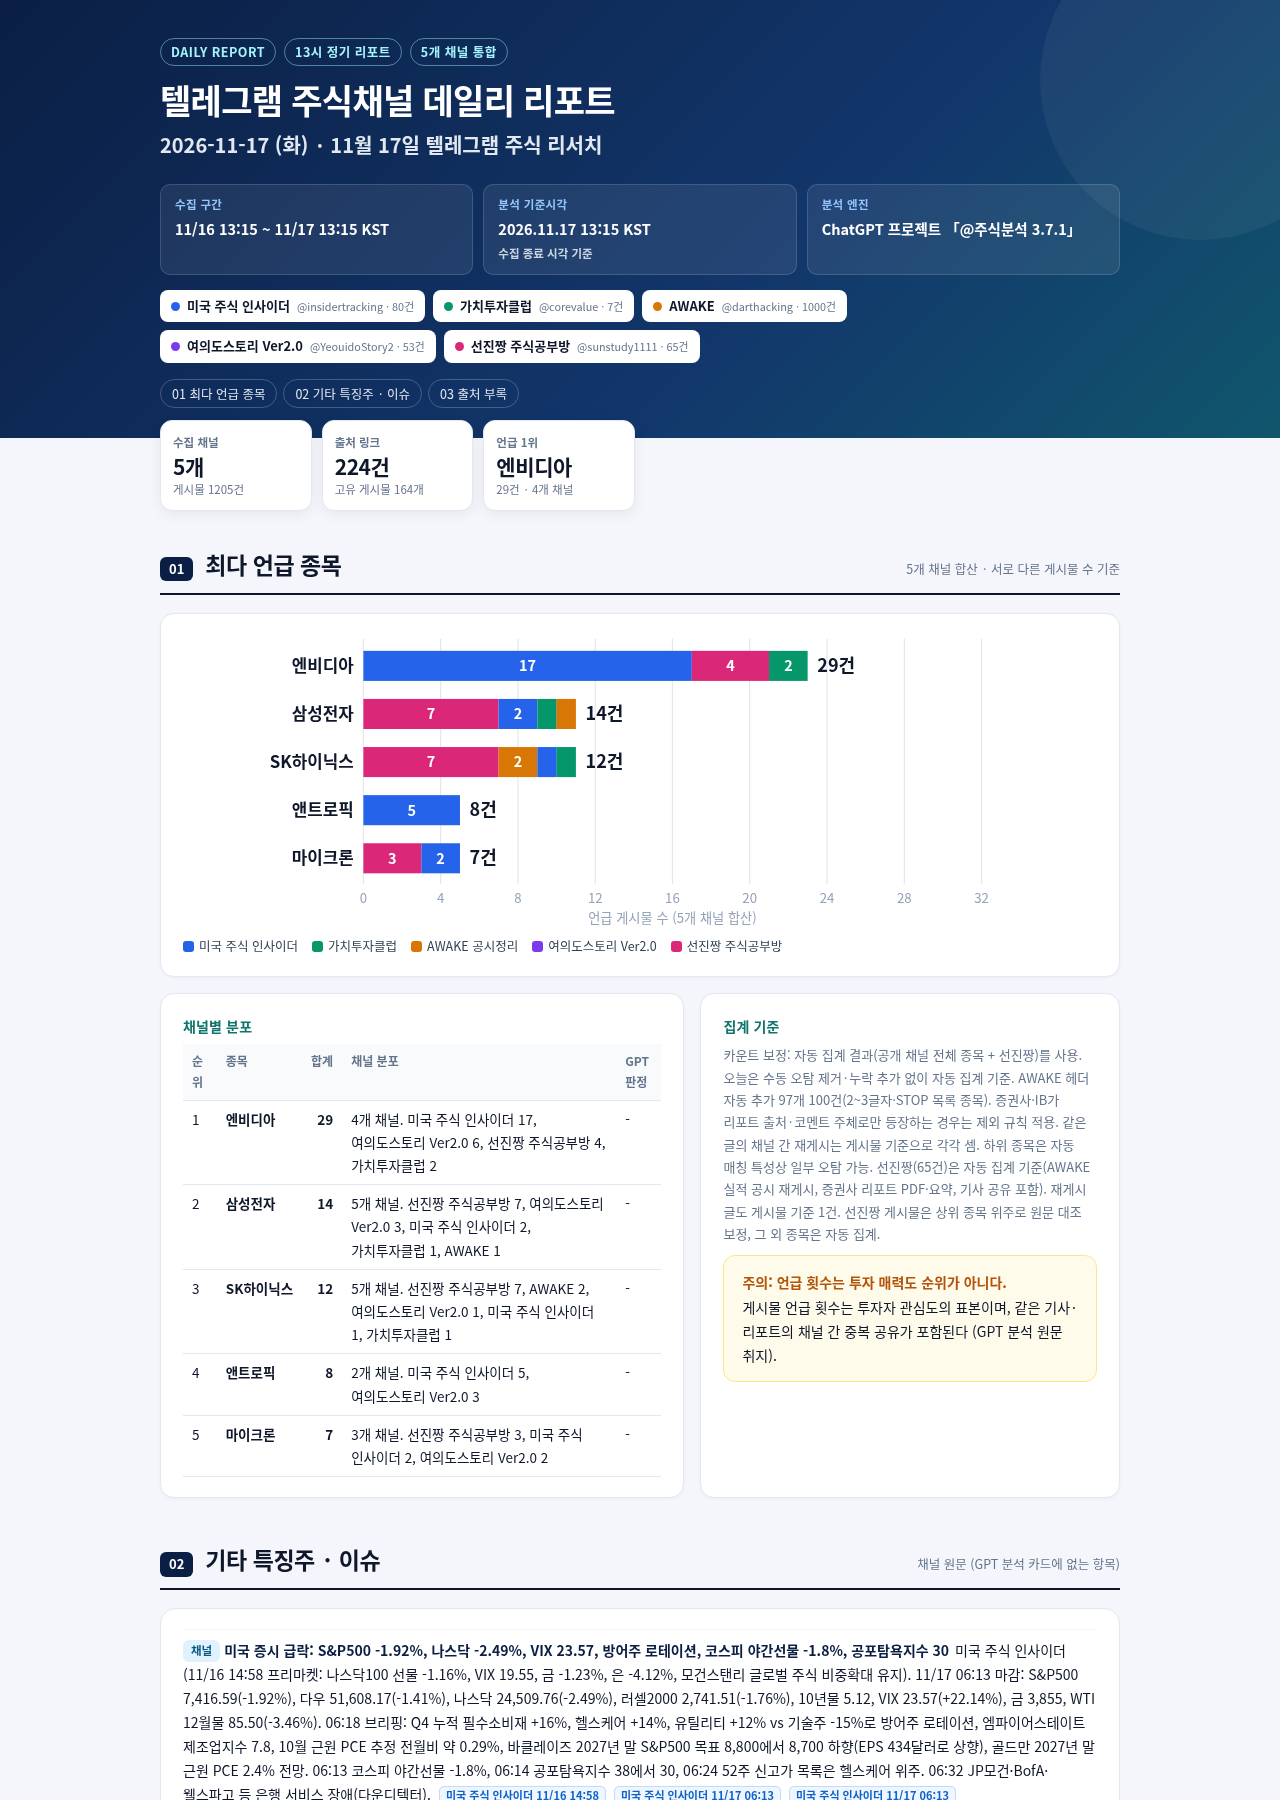 DAILY REPORT 13시 정기 리포트 5개 채널 통합
텔레그램 주식채널 데일리 리포트
2026-11-17 (화) · 11월 17일 텔레그램 주식 리서치
수집 구간
11/16 13:15 ~ 11/17 13:15 KST
분석 기준시각
2026.11.17 13:15 KST
수집 종료 시각 기준
분석 엔진
ChatGPT 프로젝트 「@주식분석 3.7.1」
미국 주식 인사이더 @insidertracking · 80건
가치투자클럽 @corevalue · 7건
AWAKE @darthacking · 1000건
여의도스토리 Ver2.0 @YeouidoStory2 · 53건
선진짱 주식공부방 @sunstudy1111 · 65건
01 최다 언급 종목 02 기타 특징주 · 이슈 03 출처 부록
수집 채널
5개
게시물 1205건
출처 링크
224건
고유 게시물 164개
언급 1위
엔비디아
29건 · 4개 채널
01 최다 언급 종목
5개 채널 합산 · 서로 다른 게시물 수 기준
엔비디아 17 4 2 29건
삼성전자 7 2 14건
SK하이닉스 7 2 12건
앤트로픽 5 8건
마이크론 3 2 7건
0 4 8 12 16 20 24 28 32
언급 게시물 수 (5개 채널 합산)
미국 주식 인사이더 가치투자클럽 AWAKE 공시정리 여의도스토리 Ver2.0 선진짱 주식공부방
채널별 분포
순위 종목 합계 채널 분포 GPT 판정
1 엔비디아 29 4개 채널. 미국 주식 인사이더 17, -
여의도스토리 Ver2.0 6, 선진짱 주식공부방 4,
가치투자클럽 2
2 삼성전자 14 5개 채널. 선진짱 주식공부방 7, 여의도스토리 -
Ver2.0 3, 미국 주식 인사이더 2,
가치투자클럽 1, AWAKE 1
3 SK하이닉스 12 5개 채널. 선진짱 주식공부방 7, AWAKE 2, -
여의도스토리 Ver2.0 1, 미국 주식 인사이더
1, 가치투자클럽 1
4 앤트로픽 8 2개 채널. 미국 주식 인사이더 5, -
여의도스토리 Ver2.0 3
5 마이크론 7 3개 채널. 선진짱 주식공부방 3, 미국 주식 -
인사이더 2, 여의도스토리 Ver2.0 2
집계 기준
카운트 보정: 자동 집계 결과(공개 채널 전체 종목 + 선진짱)를 사용.
오늘은 수동 오탐 제거·누락 추가 없이 자동 집계 기준. AWAKE 헤더
자동 추가 97개 100건(2~3글자·STOP 목록 종목). 증권사·IB가
리포트 출처·코멘트 주체로만 등장하는 경우는 제외 규칙 적용. 같은
글의 채널 간 재게시는 게시물 기준으로 각각 셈. 하위 종목은 자동
매칭 특성상 일부 오탐 가능. 선진짱(65건)은 자동 집계 기준(AWAKE
실적 공시 재게시, 증권사 리포트 PDF·요약, 기사 공유 포함). 재게시
글도 게시물 기준 1건. 선진짱 게시물은 상위 종목 위주로 원문 대조
보정, 그 외 종목은 자동 집계.
주의: 언급 횟수는 투자 매력도 순위가 아니다.
게시물 언급 횟수는 투자자 관심도의 표본이며, 같은 기사·
리포트의 채널 간 중복 공유가 포함된다 (GPT 분석 원문
취지).
02 기타 특징주 · 이슈
채널 원문 (GPT 분석 카드에 없는 항목)
채널 미국 증시 급락: S&P500 -1.92%, 나스닥 -2.49%, VIX 23.57, 방어주 로테이션, 코스피 야간선물 -1.8%, 공포탐욕지수 30 미국 주식 인사이더
(11/16 14:58 프리마켓: 나스닥100 선물 -1.16%, VIX 19.55, 금 -1.23%, 은 -4.12%, 모건스탠리 글로벌 주식 비중확대 유지). 11/17 06:13 마감: S&P500
7,416.59(-1.92%), 다우 51,608.17(-1.41%), 나스닥 24,509.76(-2.49%), 러셀2000 2,741.51(-1.76%), 10년물 5.12, VIX 23.57(+22.14%), 금 3,855, WTI
12월물 85.50(-3.46%). 06:18 브리핑: Q4 누적 필수소비재 +16%, 헬스케어 +14%, 유틸리티 +12% vs 기술주 -15%로 방어주 로테이션, 엠파이어스테이트
제조업지수 7.8, 10월 근원 PCE 추정 전월비 약 0.29%, 바클레이즈 2027년 말 S&P500 목표 8,800에서 8,700 하향(EPS 434달러로 상향), 골드만 2027년 말
근원 PCE 2.4% 전망. 06:13 코스피 야간선물 -1.8%, 06:14 공포탐욕지수 38에서 30, 06:24 52주 신고가 목록은 헬스케어 위주. 06:32 JP모건·BofA·
웰스파고 등 은행 서비스 장애(다운디텍터). 미국 주식 인사이더 11/16 14:58 미국 주식 인사이더 11/17 06:13 미국 주식 인사이더 11/17 06:13